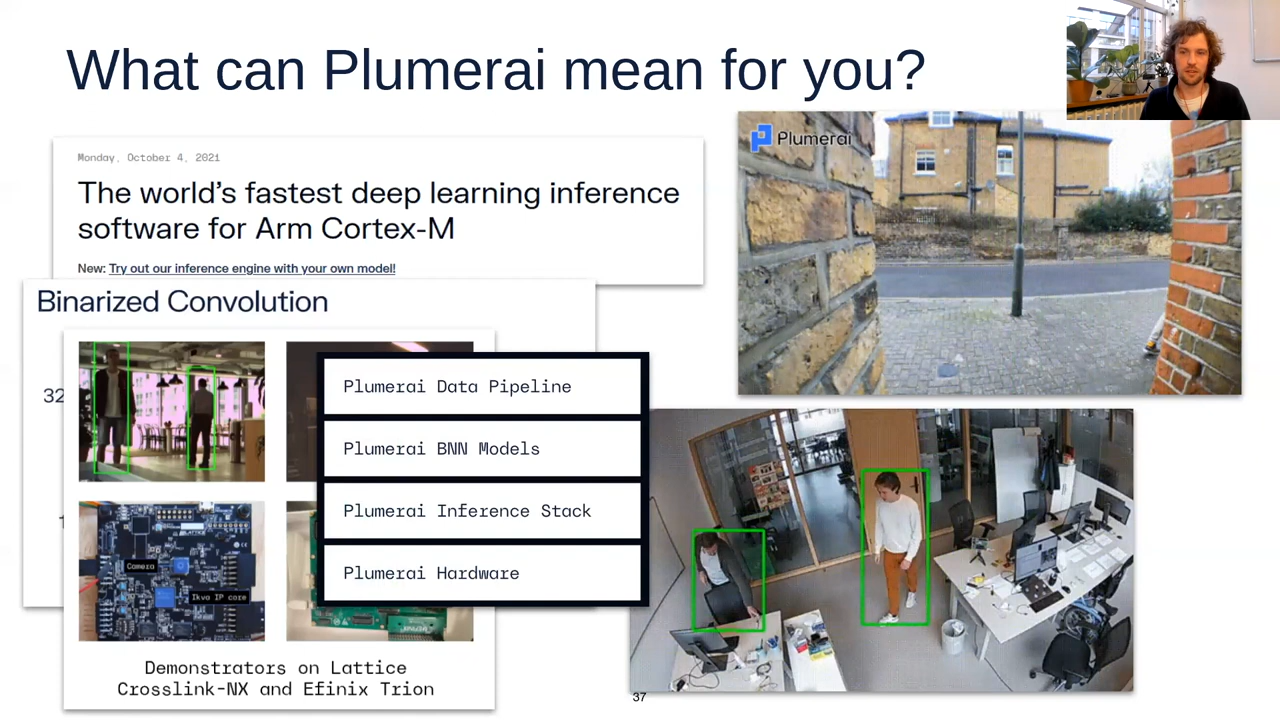 What can Plumerai mean for you?
Monday, October 4, 2021
The world's fastest deep learning inference
software for Arm Cortex-M
New: Try out our inference engine with your own model!
Binarized Convolution
32
1
Plumerai Data Pipeline
Plumerai BNN Models
Plumerai Inference Stack
Plumerai Hardware
Camera
Ikva IP core
Demonstrators on Lattice
Crosslink-NX and Efinix Trion
Plumerai
37